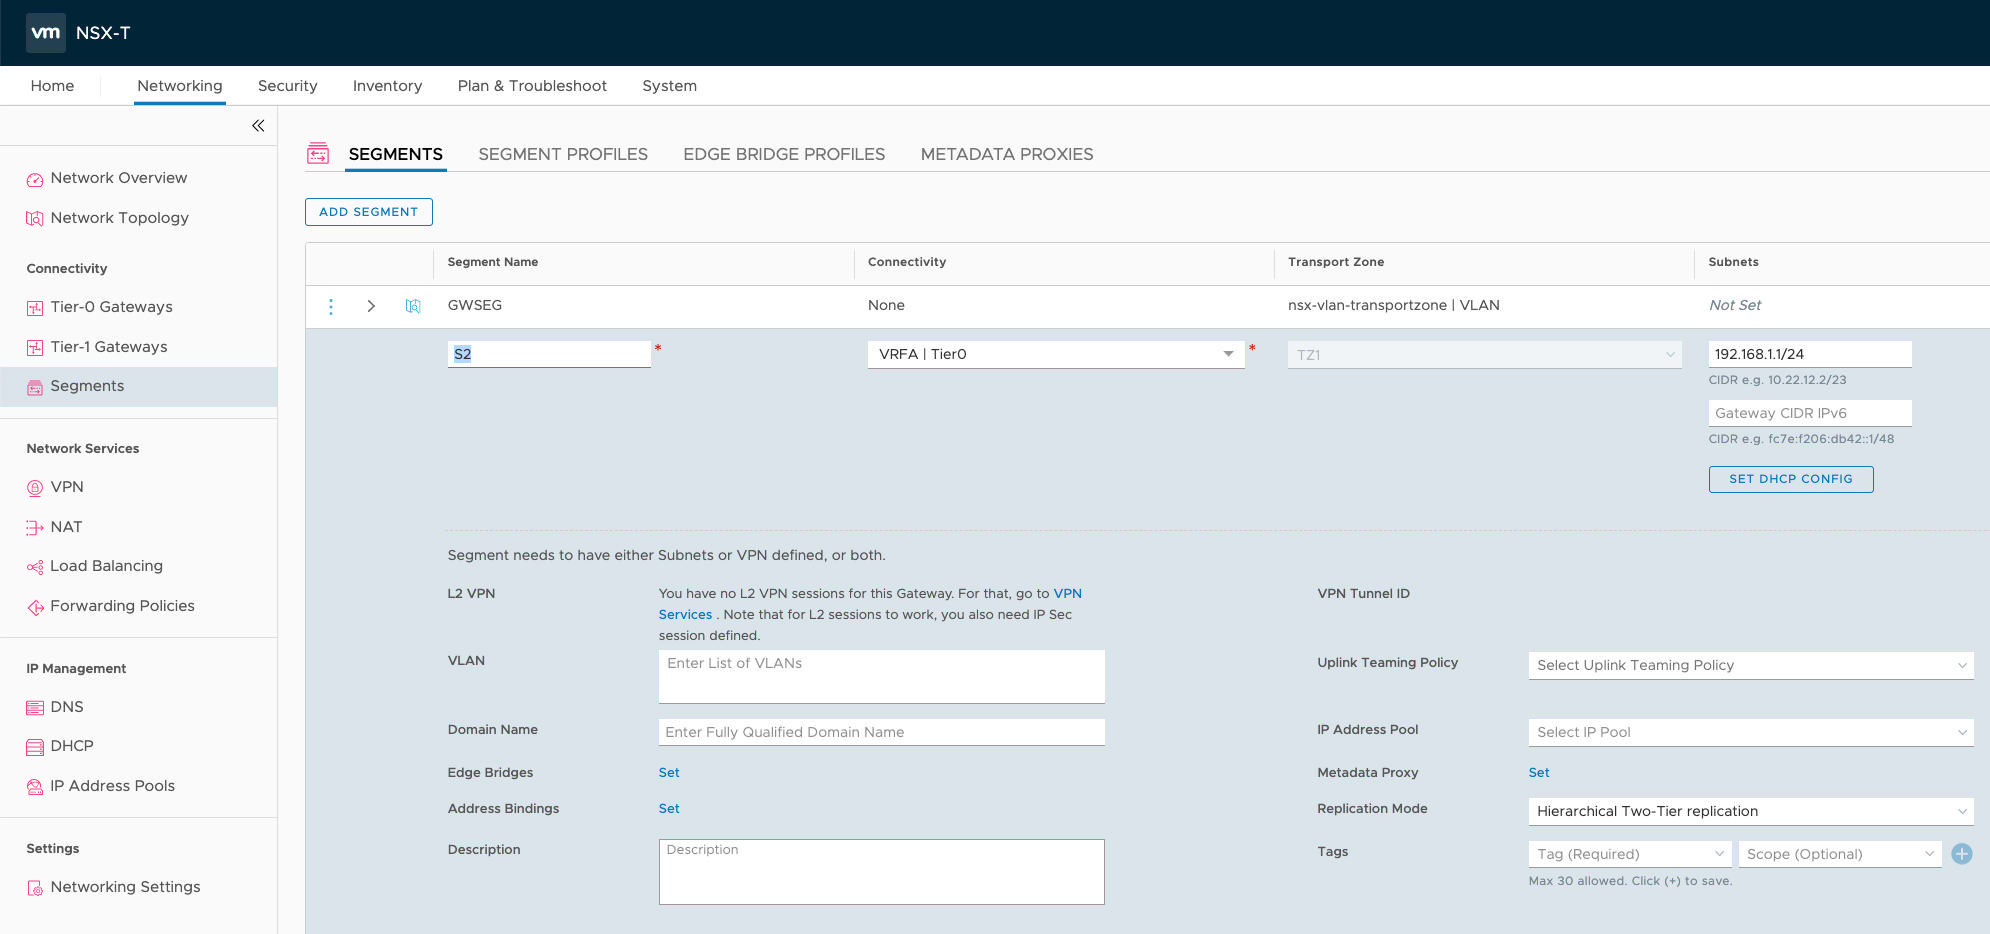 vm NSX-T
Home Networking Security Inventory Plan & Troubleshoot System
Network Overview
Network Topology
Connectivity
Tier-0 Gateways
Tier-1 Gateways
Segments
Network Services
VPN
NAT
Load Balancing
Forwarding Policies
IP Management
DNS
DHCP
IP Address Pools
Settings
Networking Settings
SEGMENTS SEGMENT PROFILES EDGE BRIDGE PROFILES METADATA PROXIES
ADD SEGMENT
Segment Name Connectivity Transport Zone Subnets
GWSEG None nsx-vlan-transportzone | VLAN Not Set
S2 * VRFA | Tier0 * TZ1 192.168.1.1/24
CIDR e.g. 10.22.12.2/23
Gateway CIDR IPv6
CIDR e.g. fc7e:f206:db42::1/48
SET DHCP CONFIG
Segment needs to have either Subnets or VPN defined, or both.
L2 VPN You have no L2 VPN sessions for this Gateway. For that, go to VPN
Services . Note that for L2 sessions to work, you also need IP Sec
session defined.
VPN Tunnel ID
VLAN Enter List of VLANs Uplink Teaming Policy Select Uplink Teaming Policy
Domain Name Enter Fully Qualified Domain Name IP Address Pool Select IP Pool
Edge Bridges Set Metadata Proxy Set
Address Bindings Set Replication Mode Hierarchical Two-Tier replication
Description Description Tags Tag (Required) Scope (Optional)
Max 30 allowed. Click (+) to save.